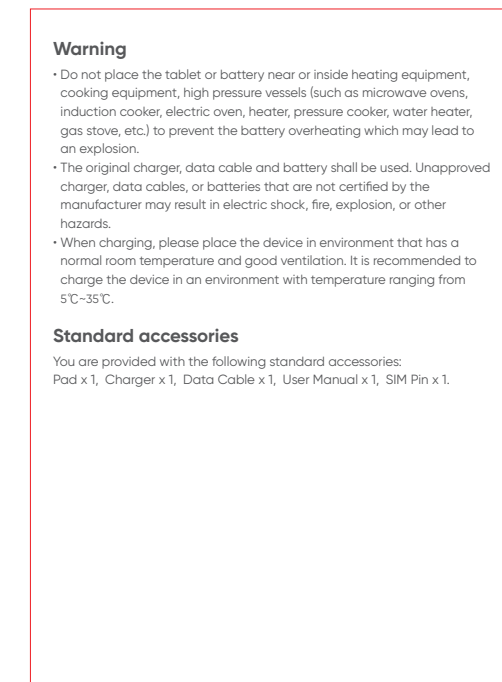 Warning
• Do not place the tablet or battery near or inside heating equipment,
cooking equipment, high pressure vessels (such as microwave ovens,
induction cooker, electric oven, heater, pressure cooker, water heater,
gas stove, etc.) to prevent the battery overheating which may lead to
an explosion.
• The original charger, data cable and battery shall be used. Unapproved
charger, data cables, or batteries that are not certified by the
manufacturer may result in electric shock, fire, explosion, or other
hazards.
• When charging, please place the device in environment that has a
normal room temperature and good ventilation. It is recommended to
charge the device in an environment with temperature ranging from
5℃~35℃.
Standard accessories
You are provided with the following standard accessories:
Pad x 1, Charger x 1, Data Cable x 1, User Manual x 1, SIM Pin x 1.